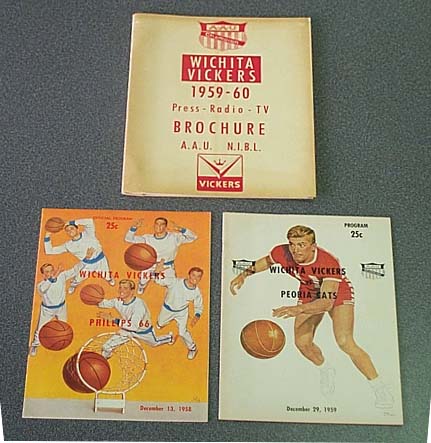 A.A.U.
WICHITA
VICKERS
1959-60
Press-Radio-TV
BROCHURE
A.A.U. N.I.B.L.
V
VICKERS
OFFICIAL PROGRAM
25c
WICHITA VICKERS
PHILLIPS 66
December 13, 1958
PROGRAM
25c
WICHITA VICKERS
PEORIA CATS
December 29, 1959